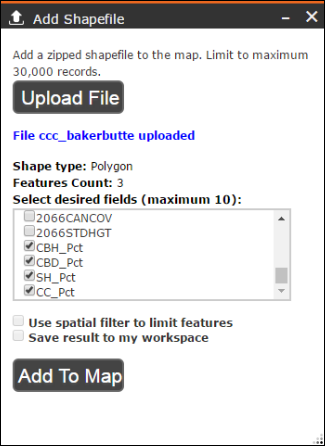 Add Shapefile
Add a zipped shapefile to the map. Limit to maximum
30,000 records.
Upload File
File ccc_bakerbutte uploaded
Shape type: Polygon
Features Count: 3
Select desired fields (maximum 10):
2066CANCOV
2066STDHGT
CBH_Pct
CBD_Pct
SH_Pct
CC_Pct
Use spatial filter to limit features
Save result to my workspace
Add To Map